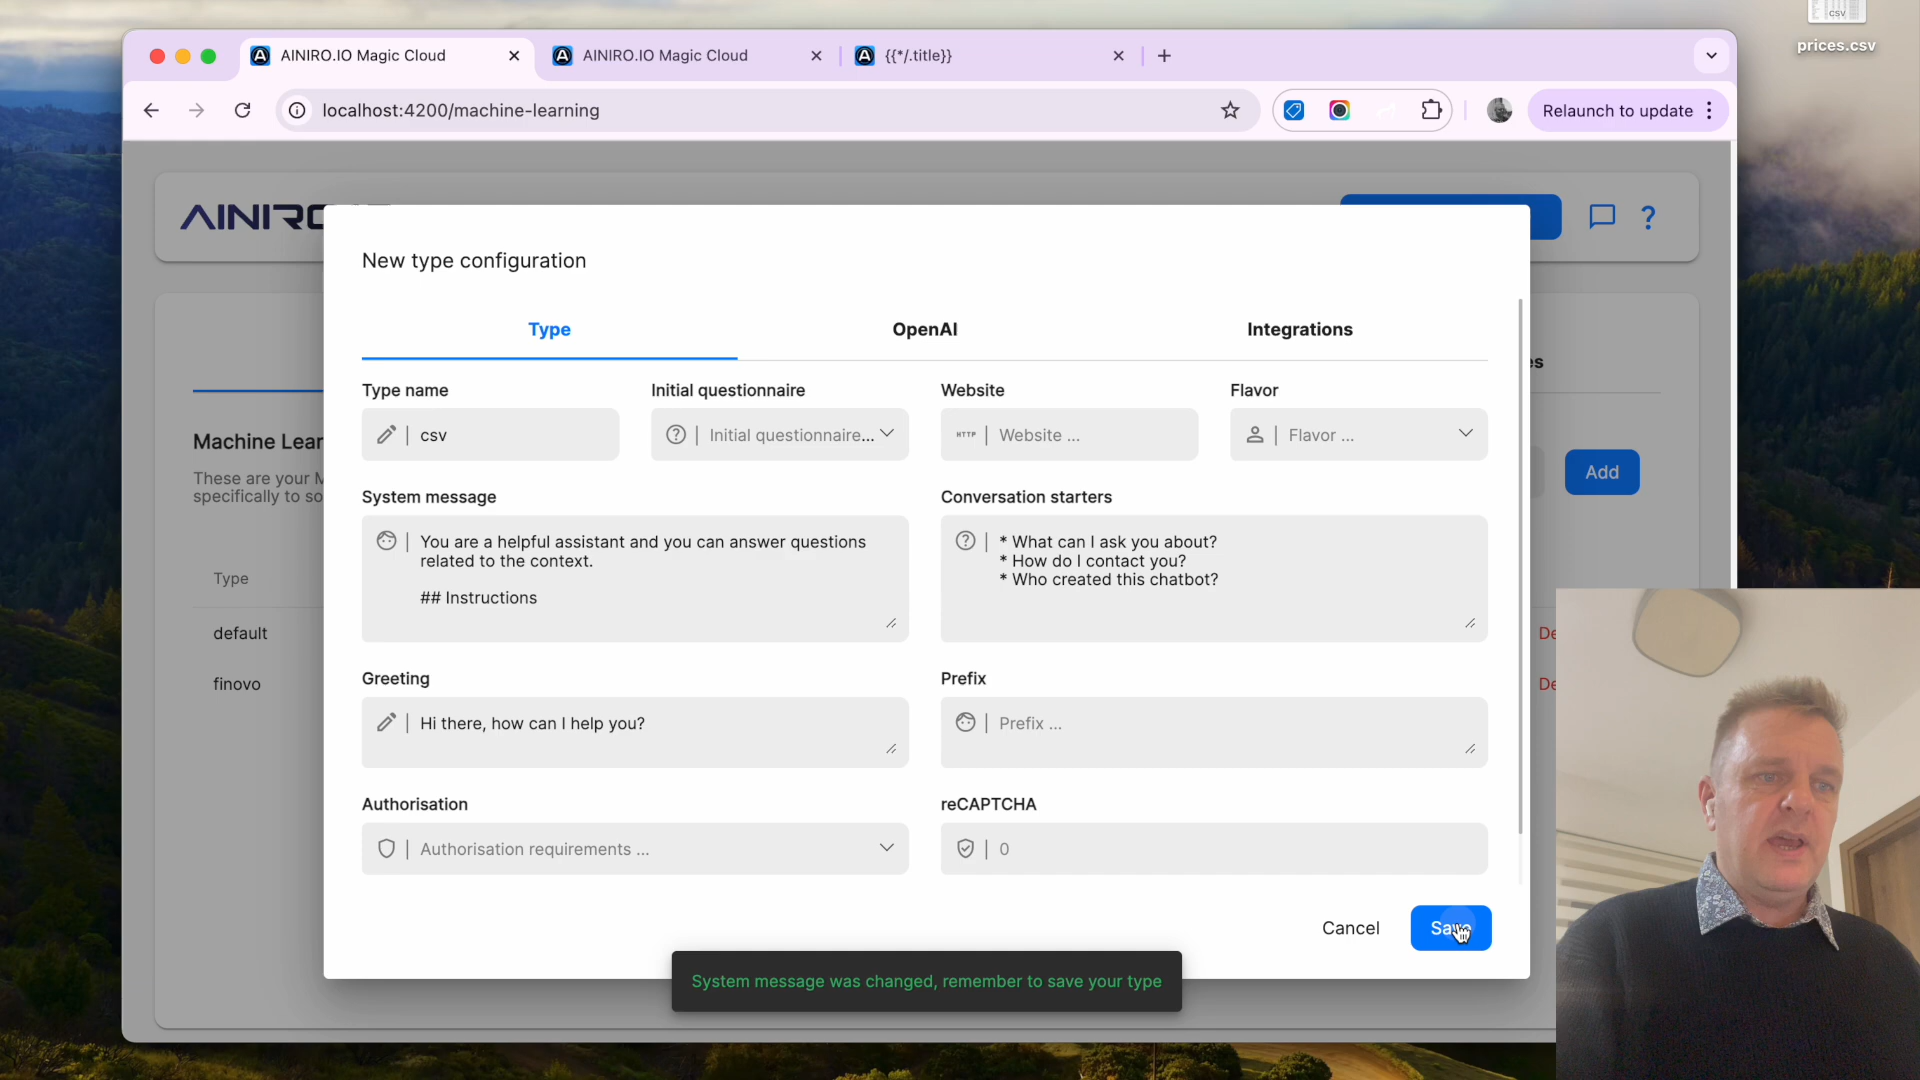 CSV
prices.csv
AINIRO.IO Magic Cloud
AINIRO.IO Magic Cloud
{{*/.title}}
localhost:4200/machine-learning
Relaunch to update
?
New type configuration
Type
OpenAI
Integrations
Type name
Initial questionnaire
Website
Flavor
csv
Initial questionnaire...
HTTP
Website ...
Flavor ...
System message
Conversation starters
You are a helpful assistant and you can answer questions
related to the context.
## Instructions
* What can I ask you about?
* How do I contact you?
* Who created this chatbot?
Greeting
Prefix
Hi there, how can I help you?
Prefix ...
Authorisation
reCAPTCHA
Authorisation requirements ...
0
Cancel
Save
System message was changed, remember to save your type
Machine Lear
These are your M
specifically to so
Add
Type
default
De
finovo
De